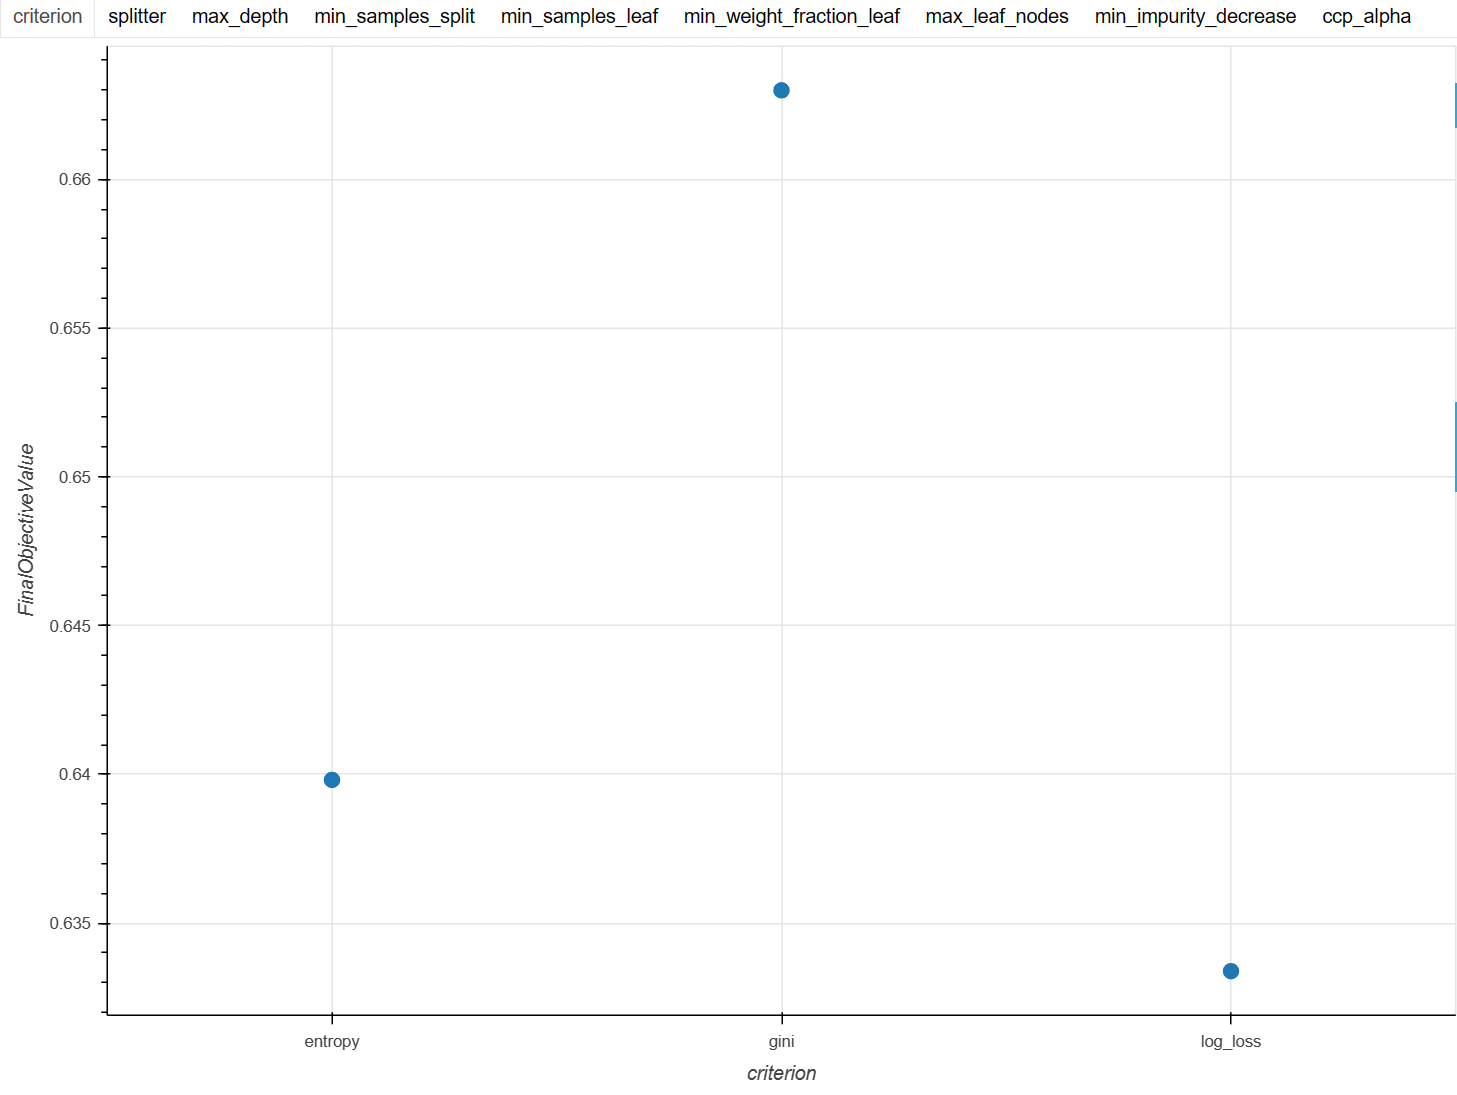 criterion splitter max_depth min_samples_split min_samples_leaf min_weight_fraction_leaf max_leaf_nodes min_impurity_decrease ccp_alpha
0.66
0.655
0.65
0.645
0.64
0.635
FinalObjectiveValue
entropy gini log_loss
criterion